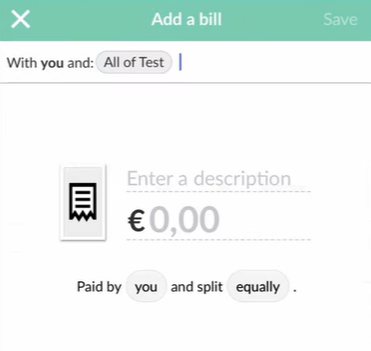 Add a bill Save
With you and: All of Test
Enter a description
€0,00
Paid by you and split equally .